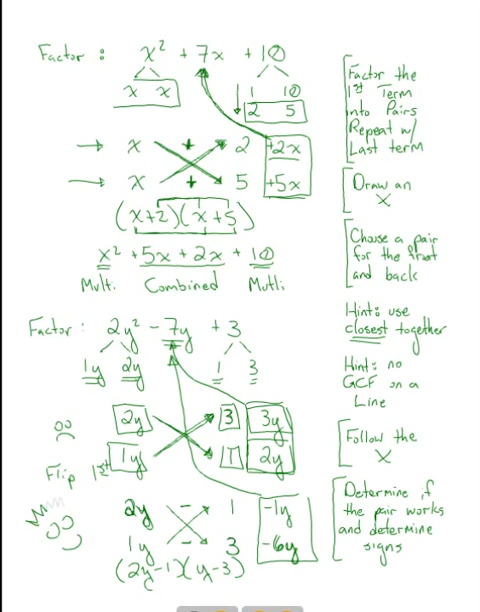 Factor : x² + 7x + 10
x x
1 10
2 5
→ x + 2 +2x
→ x + 5 +5x
(x+2)(x+5)
x² + 5x + 2x + 10
Multi. Combined Mutli
Factor : 2y² - 7y + 3
1y 2y 1 3
2y 3 3y
Flip 1st 1y 1 2y
2y - 1 -1y
1y - 3 -6y
(2y-1)(y-3)
Factor the
1st Term
into Pairs
Repeat w/
Last term
Draw an
X
Choose a pair
for the front
and back
Hint: use
closest together
Hint: no
GCF on a
Line
Follow the
X
Determine if
the pair works
and determine
signs